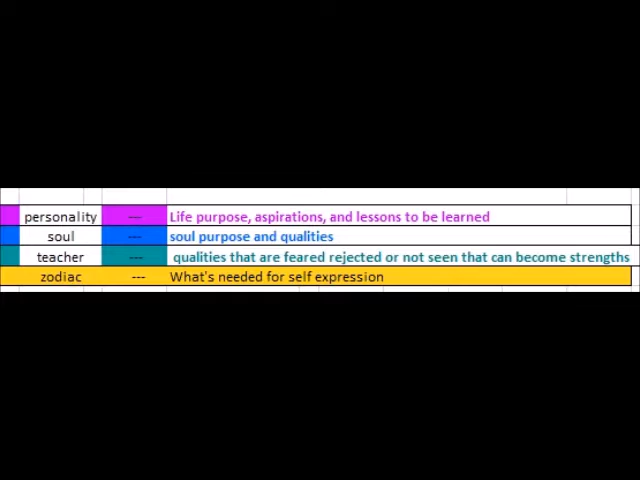 personality --- Life purpose, aspirations, and lessons to be learned
soul --- soul purpose and qualities
teacher --- qualities that are feared rejected or not seen that can become strengths
zodiac --- What's needed for self expression